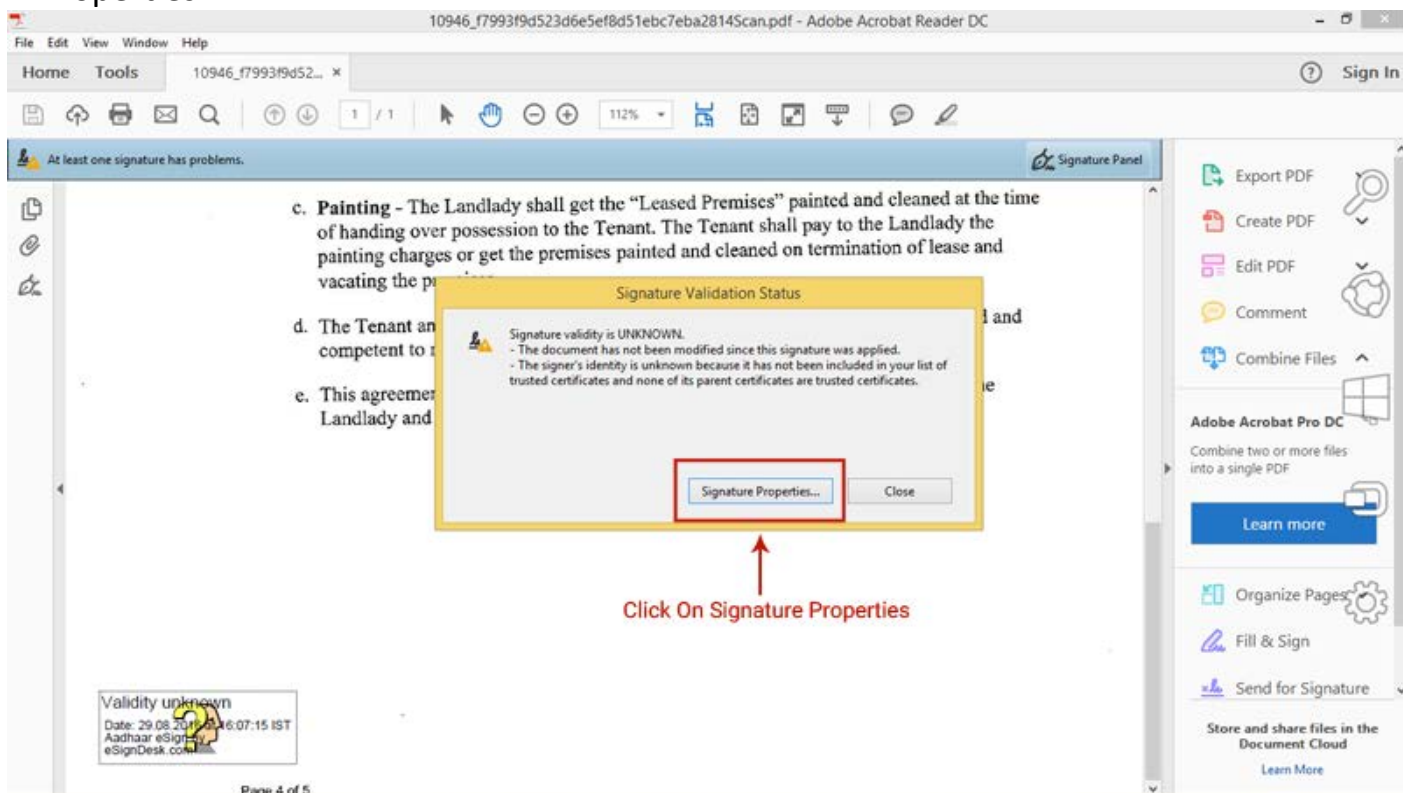 10946_f7993f9d523d6e5ef8d51ebc7eba2814Scan.pdf - Adobe Acrobat Reader DC
File Edit View Window Help
Home Tools 10946_f7993f9d52... × Sign In
1 / 1 112%
At least one signature has problems. Signature Panel
c. Painting - The Landlady shall get the “Leased Premises” painted and cleaned at the time
of handing over possession to the Tenant. The Tenant shall pay to the Landlady the
painting charges or get the premises painted and cleaned on termination of lease and
vacating the
d. The Tenant and
competent to
e. This agreement
Landlady and
Signature Validation Status
Signature validity is UNKNOWN.
- The document has not been modified since this signature was applied.
- The signer's identity is unknown because it has not been included in your list of
trusted certificates and none of its parent certificates are trusted certificates.
Signature Properties... Close
Click On Signature Properties
Validity unknown
Date: 29.08. 16:07:15 IST
Aadhaar eSign by
eSignDesk.com
Page 4 of 5
Export PDF
Create PDF
Edit PDF
Comment
Combine Files
Adobe Acrobat Pro DC
Combine two or more files
into a single PDF
Learn more
Organize Pages
Fill & Sign
Send for Signature
Store and share files in the
Document Cloud
Learn More